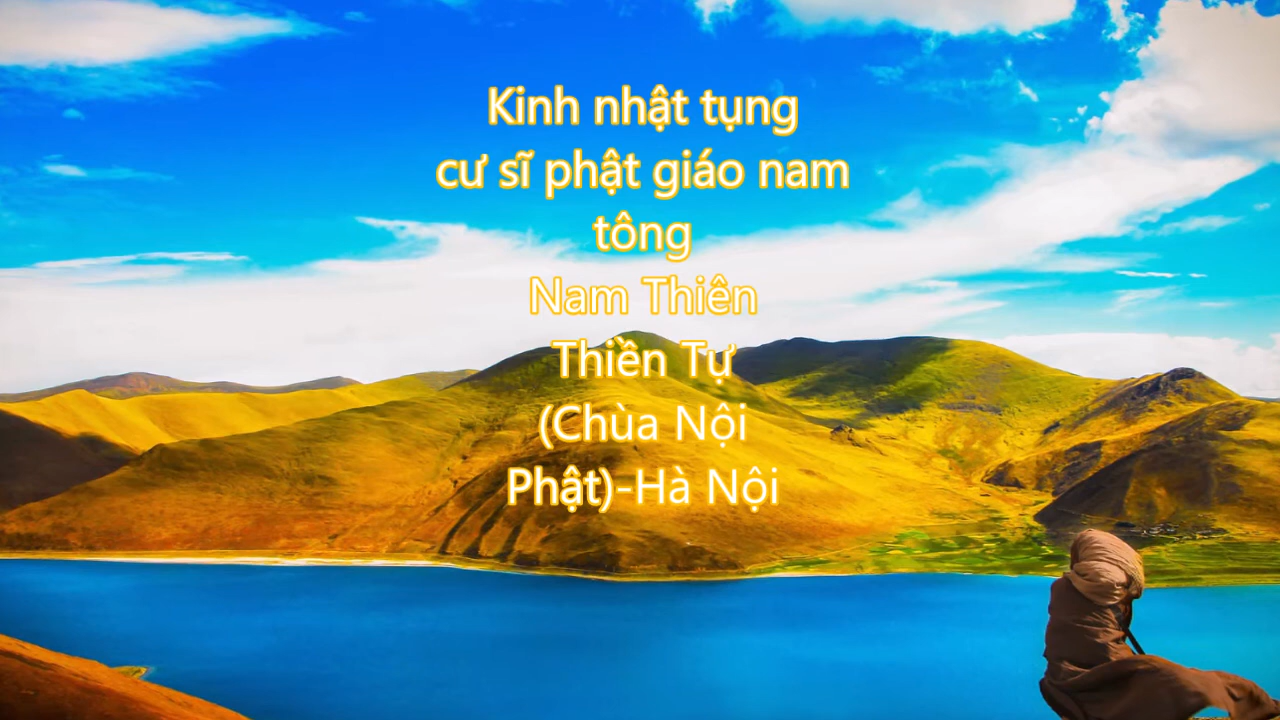 Kinh nhật tụng
cư sĩ phật giáo nam
tông
Nam Thiên
Thiền Tự
(Chùa Nội
Phật)-Hà Nội